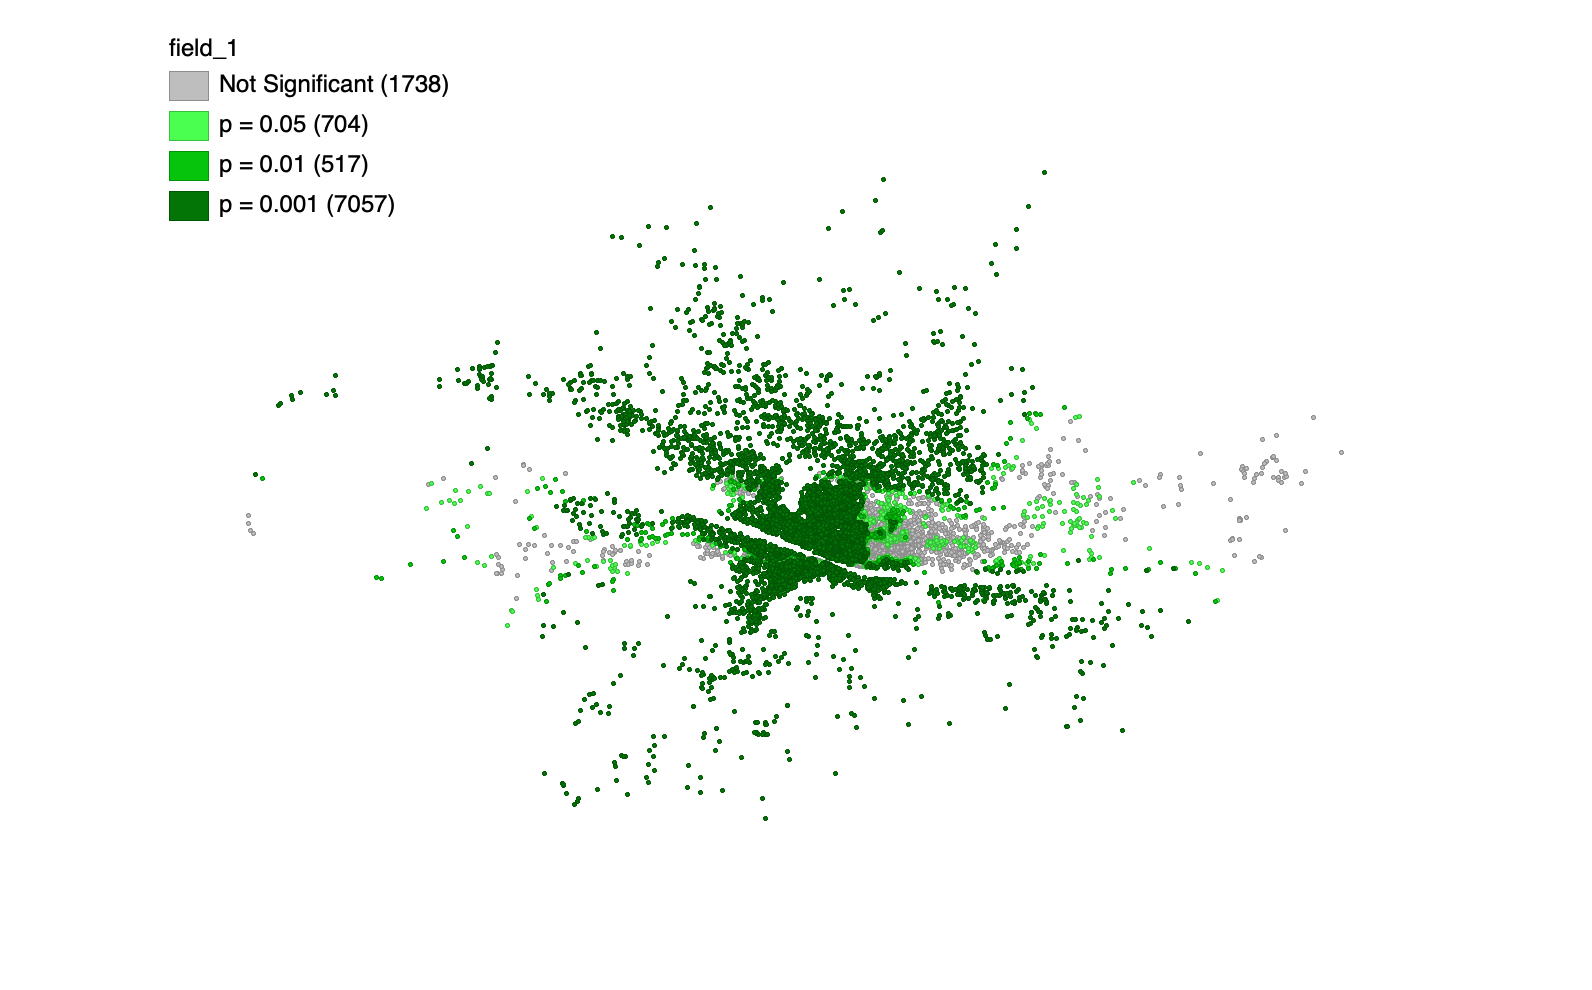 field_1
Not Significant (1738)
p = 0.05 (704)
p = 0.01 (517)
p = 0.001 (7057)